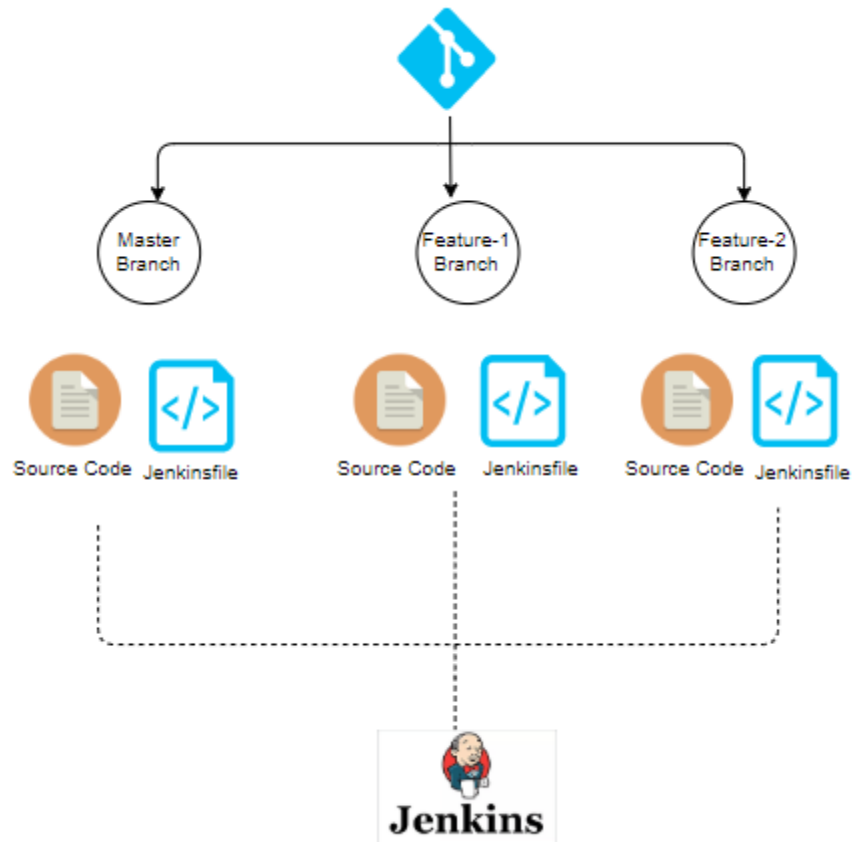 Master
Branch
Feature-1
Branch
Feature-2
Branch
Source Code
Jenkinsfile
Source Code
Jenkinsfile
Source Code
Jenkinsfile
Jenkins